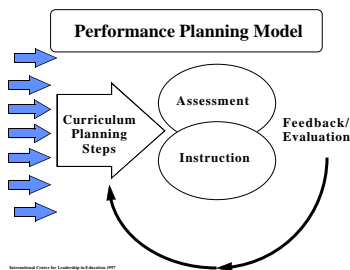 Performance Planning Model
Curriculum
Planning
Steps
Assessment
Instruction
Feedback/
Evaluation
International Center for Leadership in Education 1997